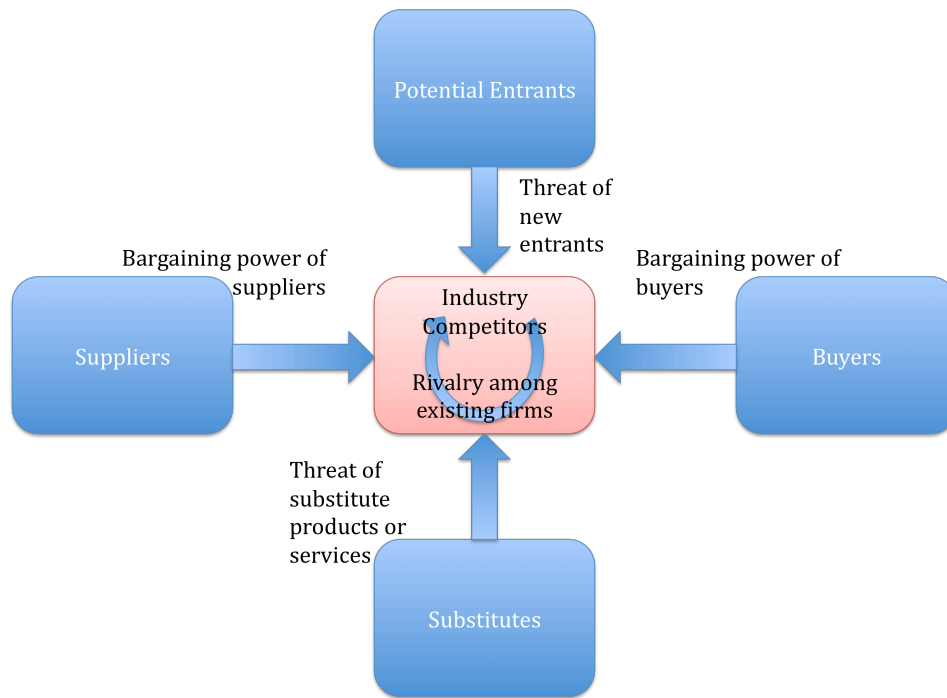 Potential Entrants
Threat of
new
entrants
Bargaining power of
suppliers
Bargaining power of
buyers
Suppliers
Industry
Competitors
Rivalry among
existing firms
Buyers
Threat of
substitute
products or
services
Substitutes